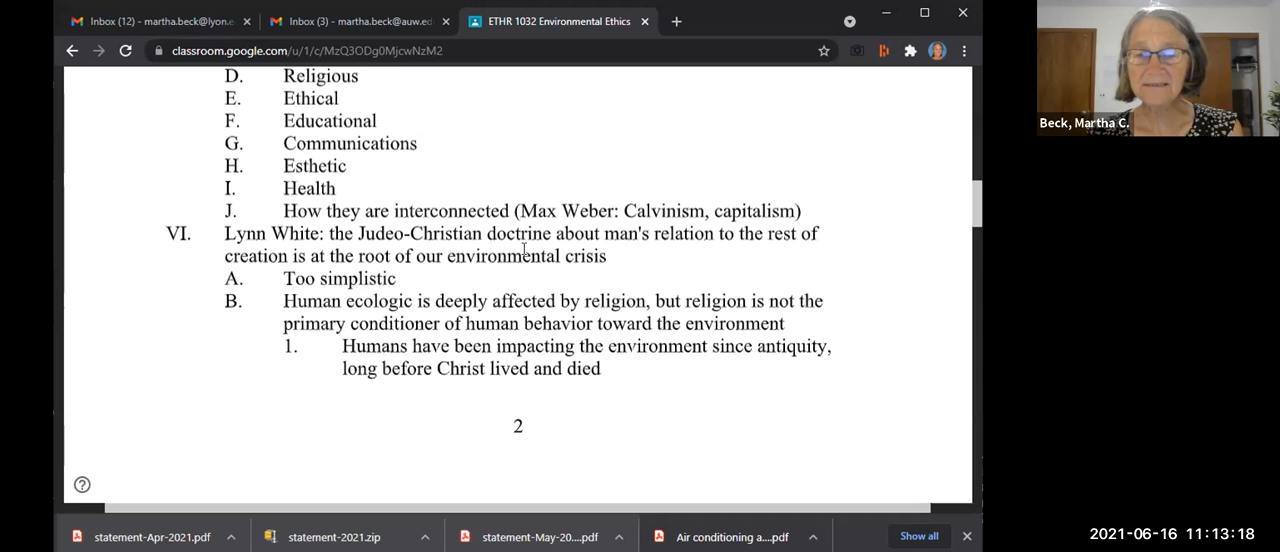 Inbox (12) - martha.beck@lyon.e
Inbox (3) - martha.beck@auw.ed
ETHR 1032 Environmental Ethics
classroom.google.com/u/1/c/MzQ3ODg0MjcwNzM2
D. Religious
E. Ethical
F. Educational
G. Communications
H. Esthetic
I. Health
J. How they are interconnected (Max Weber: Calvinism, capitalism)
VI. Lynn White: the Judeo-Christian doctrine about man's relation to the rest of
creation is at the root of our environmental crisis
A. Too simplistic
B. Human ecologic is deeply affected by religion, but religion is not the
primary conditioner of human behavior toward the environment
1. Humans have been impacting the environment since antiquity,
long before Christ lived and died
2
statement-Apr-2021.pdf
statement-2021.zip
statement-May-20....pdf
Air conditioning a....pdf
Show all
Beck, Martha C.
2021-06-16 11:13:18